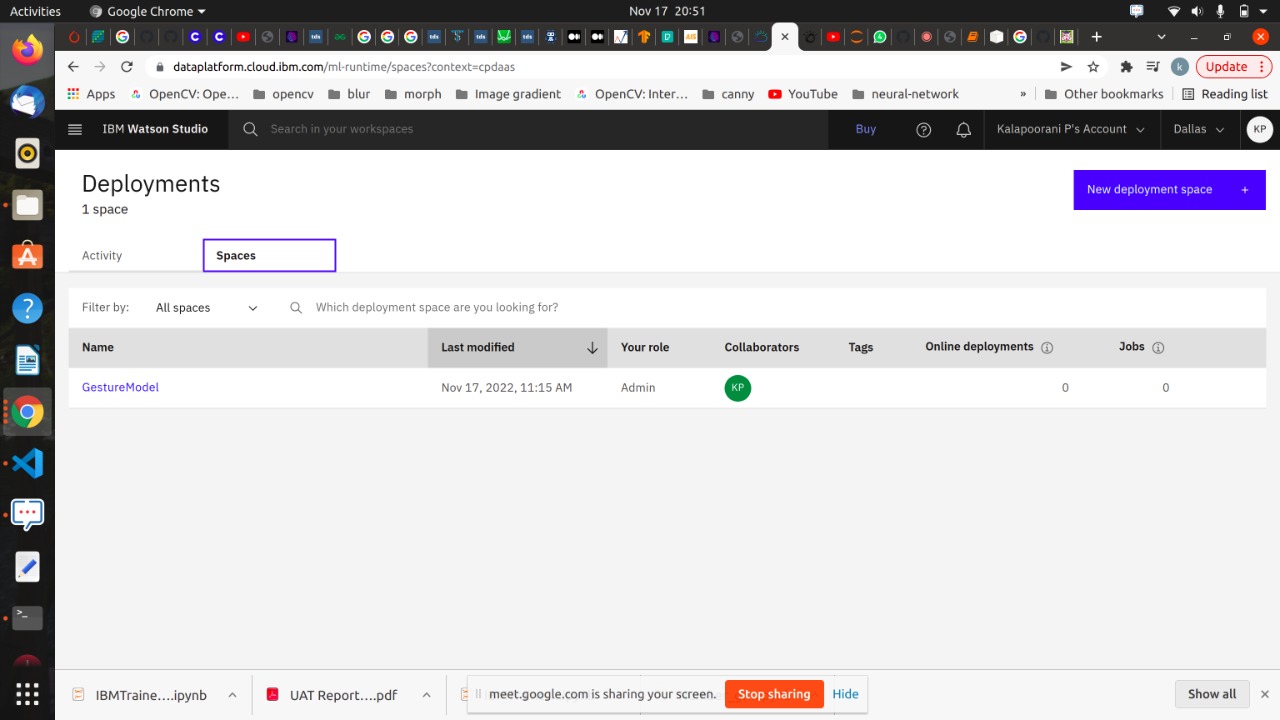 Activities Google Chrome Nov 17 20:51
dataplatform.cloud.ibm.com/ml-runtime/spaces?context=cpdaas k Update
Apps OpenCV: Ope… opencv blur morph Image gradient OpenCV: Inter… canny YouTube neural-network » Other bookmarks Reading list
IBM Watson Studio Search in your workspaces Buy Kalapoorani P's Account Dallas KP
Deployments
1 space
New deployment space +
Activity Spaces
Filter by: All spaces Which deployment space are you looking for?
Name Last modified Your role Collaborators Tags Online deployments Jobs
GestureModel Nov 17, 2022, 11:15 AM Admin KP 0 0
IBMTraine….ipynb UAT Report….pdf meet.google.com is sharing your screen. Stop sharing Hide Show all